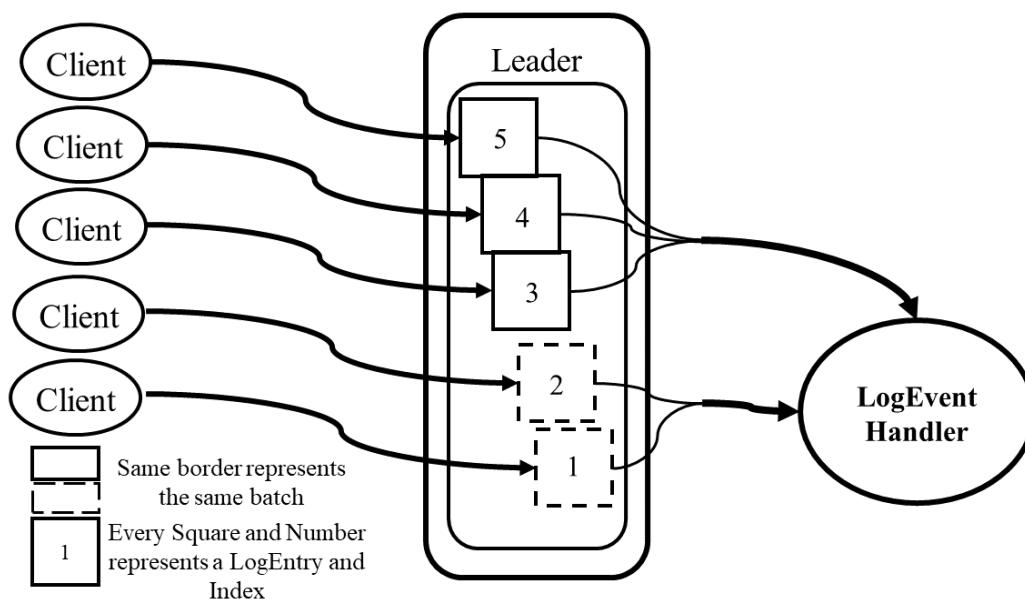 Client
Client
Client
Client
Client
Leader
5
4
3
2
1
LogEvent
Handler
Same border represents
the same batch
1
Every Square and Number
represents a LogEntry and
Index